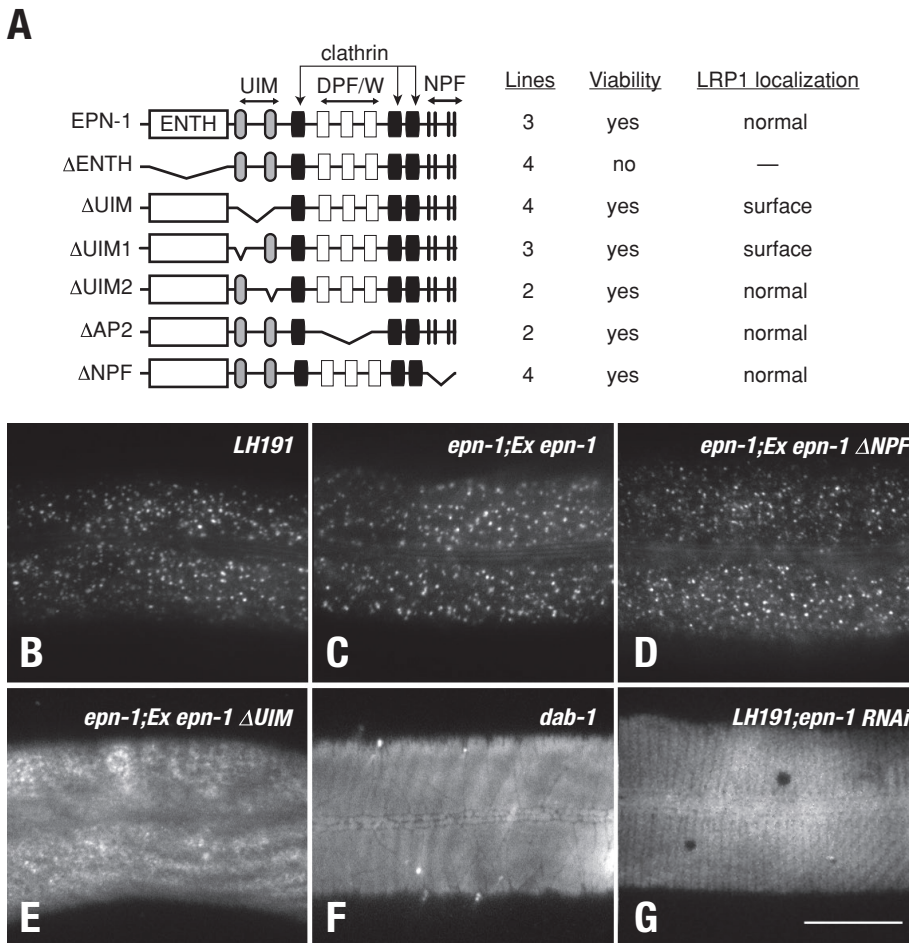 A
clathrin
UIM DPF/W NPF Lines Viability LRP1 localization
EPN-1 ENTH 3 yes normal
ΔENTH 4 no —
ΔUIM 4 yes surface
ΔUIM1 3 yes surface
ΔUIM2 2 yes normal
ΔAP2 2 yes normal
ΔNPF 4 yes normal
LH191 epn-1;Ex epn-1 epn-1;Ex epn-1 ΔNPF
B C D
epn-1;Ex epn-1 ΔUIM dab-1 LH191;epn-1 RNAi
E F G